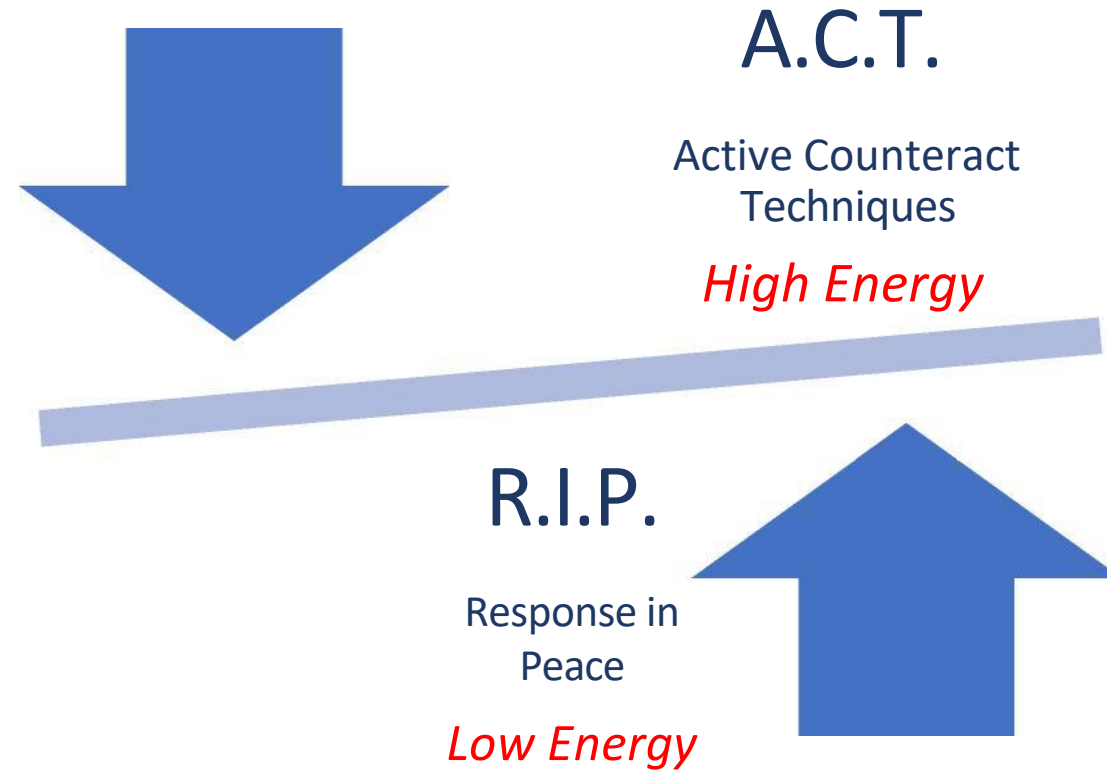 A.C.T.
Active Counteract
Techniques
High Energy
R.I.P.
Response in
Peace
Low Energy